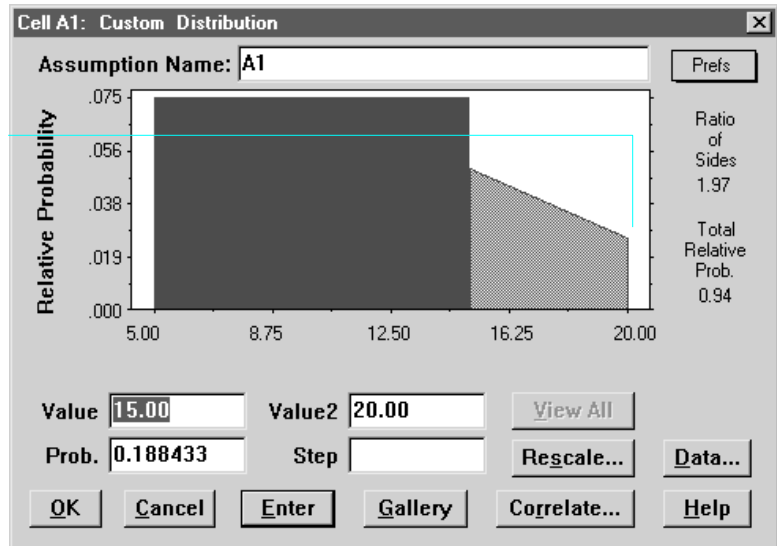 Cell A1: Custom Distribution
Assumption Name: A1
Prefs
Relative Probability
.075
.056
.038
.019
.000
5.00 8.75 12.50 16.25 20.00
Ratio
of
Sides
1.97
Total
Relative
Prob.
0.94
Value 15.00 Value2 20.00 View All
Prob. 0.188433 Step Rescale... Data...
OK Cancel Enter Gallery Correlate... Help